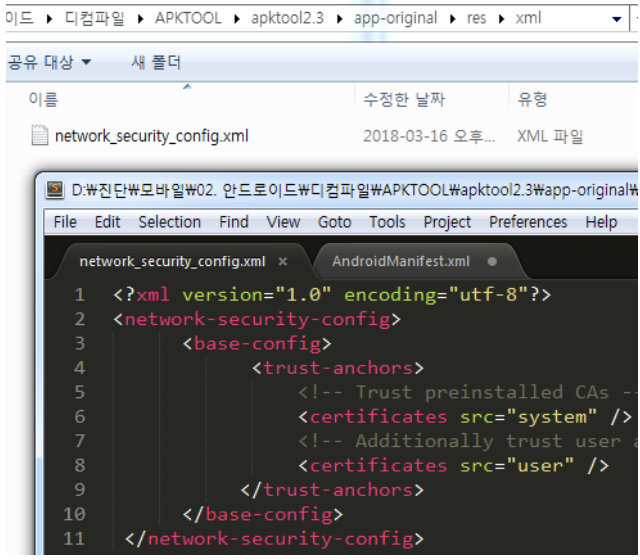 이드 ▸ 디컴파일 ▸ APKTOOL ▸ apktool2.3 ▸ app-original ▸ res ▸ xml
공유 대상 ▼ 새 폴더
이름 수정한 날짜 유형
network_security_config.xml 2018-03-16 오후... XML 파일
D:₩진단₩모바일₩02. 안드로이드₩디컴파일₩APKTOOL₩apktool2.3₩app-original₩
File Edit Selection Find View Goto Tools Project Preferences Help
network_security_config.xml × AndroidManifest.xml ●
1 <?xml version="1.0" encoding="utf-8"?>
2 <network-security-config>
3 <base-config>
4 <trust-anchors>
5 <!-- Trust preinstalled CAs --
6 <certificates src="system" />
7 <!-- Additionally trust user a
8 <certificates src="user" />
9 </trust-anchors>
10 </base-config>
11 </network-security-config>